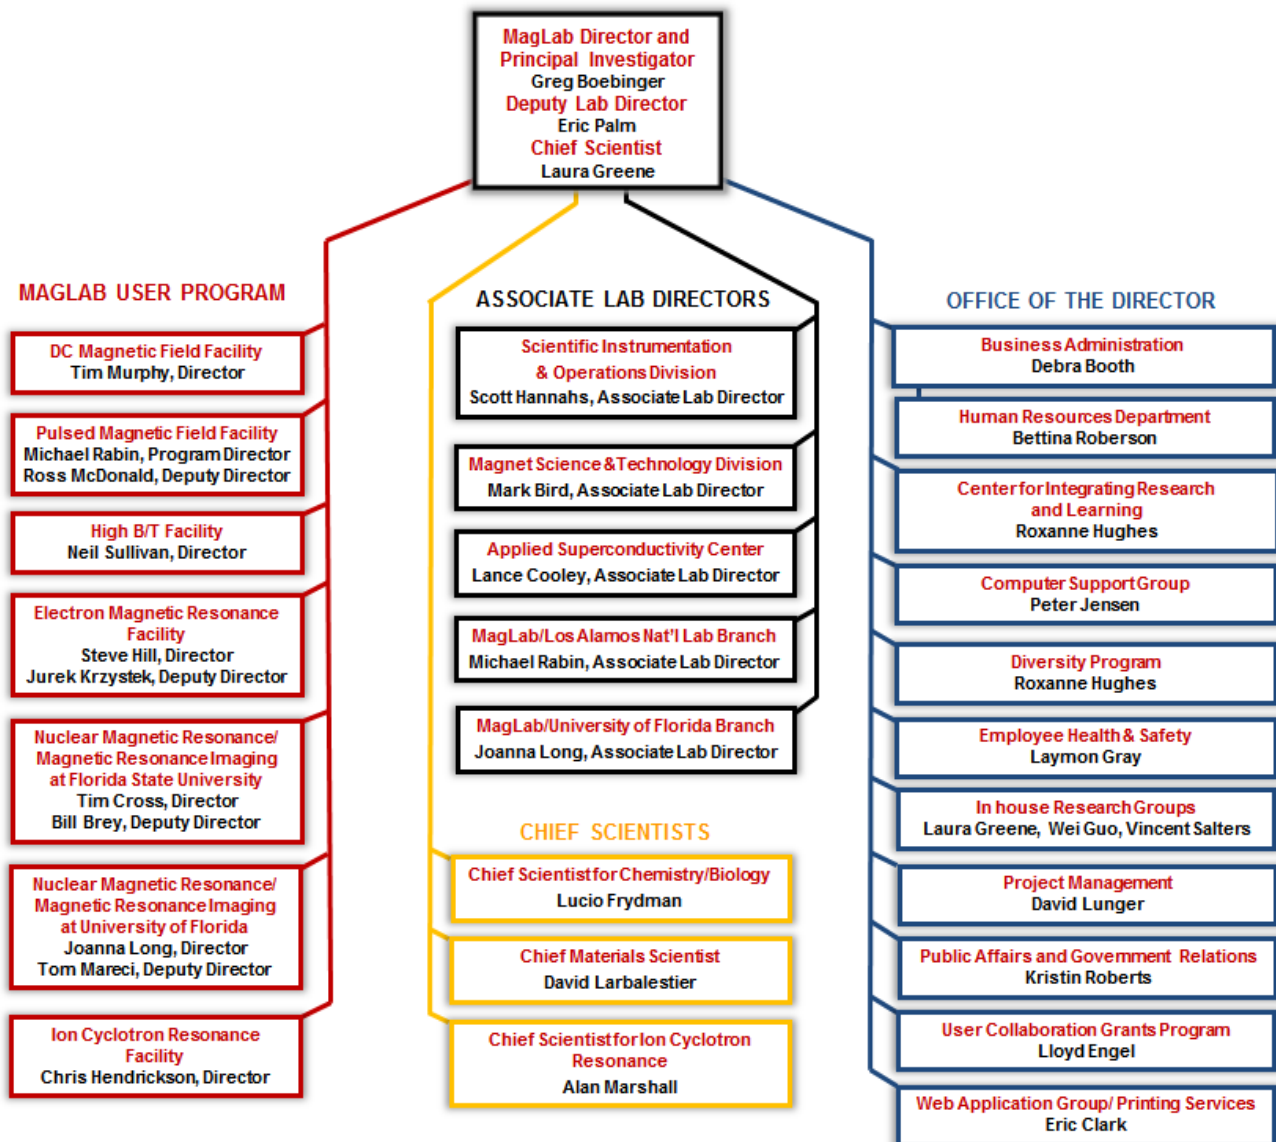 MagLab Director and
Principal Investigator
Greg Boebinger
Deputy Lab Director
Eric Palm
Chief Scientist
Laura Greene
MAGLAB USER PROGRAM
DC Magnetic Field Facility
Tim Murphy, Director
Pulsed Magnetic Field Facility
Michael Rabin, Program Director
Ross McDonald, Deputy Director
High B/T Facility
Neil Sullivan, Director
Electron Magnetic Resonance
Facility
Steve Hill, Director
Jurek Krzystek, Deputy Director
Nuclear Magnetic Resonance/
Magnetic Resonance Imaging
at Florida State University
Tim Cross, Director
Bill Brey, Deputy Director
Nuclear Magnetic Resonance/
Magnetic Resonance Imaging
at University of Florida
Joanna Long, Director
Tom Mareci, Deputy Director
Ion Cyclotron Resonance
Facility
Chris Hendrickson, Director
ASSOCIATE LAB DIRECTORS
Scientific Instrumentation
& Operations Division
Scott Hannahs, Associate Lab Director
Magnet Science & Technology Division
Mark Bird, Associate Lab Director
Applied Superconductivity Center
Lance Cooley, Associate Lab Director
MagLab/Los Alamos Nat'l Lab Branch
Michael Rabin, Associate Lab Director
MagLab/University of Florida Branch
Joanna Long, Associate Lab Director
CHIEF SCIENTISTS
Chief Scientist for Chemistry/Biology
Lucio Frydman
Chief Materials Scientist
David Larbalestier
Chief Scientist for Ion Cyclotron
Resonance
Alan Marshall
OFFICE OF THE DIRECTOR
Business Administration
Debra Booth
Human Resources Department
Bettina Roberson
Center for Integrating Research
and Learning
Roxanne Hughes
Computer Support Group
Peter Jensen
Diversity Program
Roxanne Hughes
Employee Health & Safety
Laymon Gray
In house Research Groups
Laura Greene, Wei Guo, Vincent Salters
Project Management
David Lunger
Public Affairs and Government Relations
Kristin Roberts
User Collaboration Grants Program
Lloyd Engel
Web Application Group/ Printing Services
Eric Clark